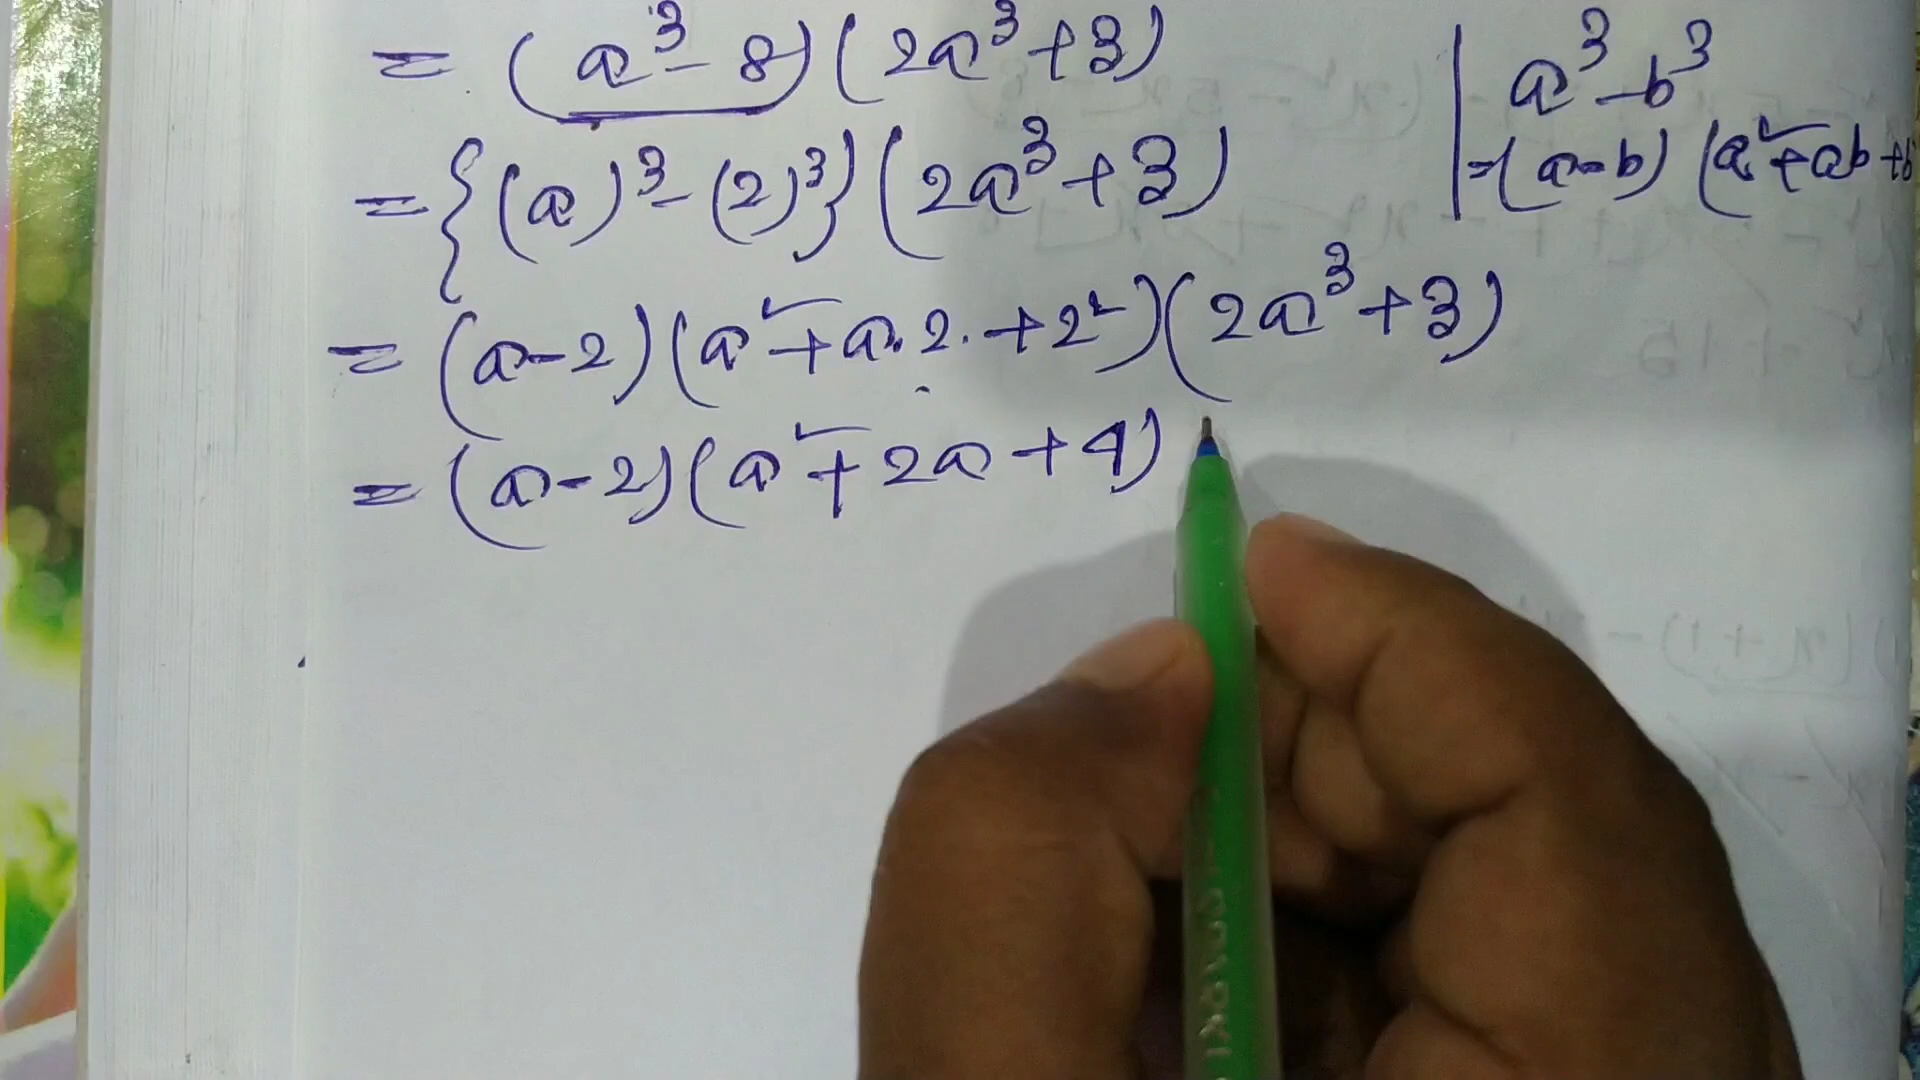 = (a³ - 8) (2a³ + 3)
= {(a)³ - (2)³} (2a³ + 3)
= (a - 2) (a² + a.2. + 2²) (2a³ + 3)
= (a - 2) (a² + 2a + 4)
a³ - b³
= (a - b) (a² + ab + b